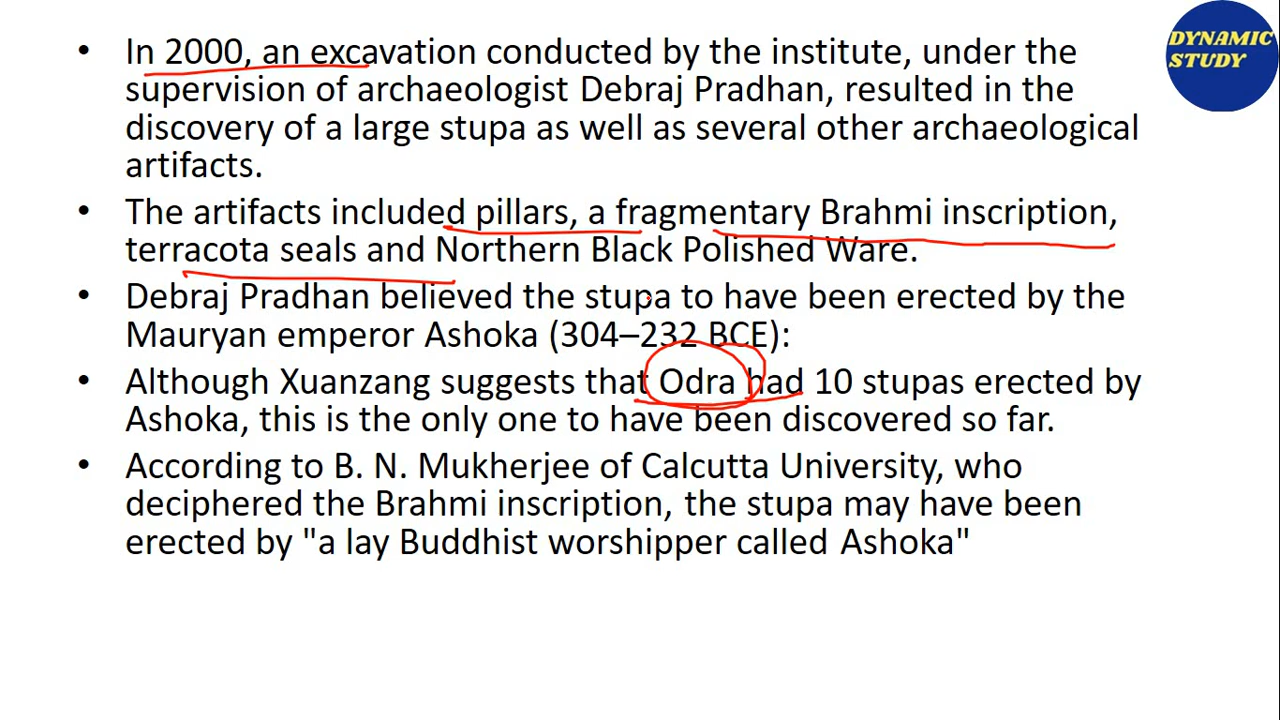 DYNAMIC
STUDY
• In 2000, an excavation conducted by the institute, under the
supervision of archaeologist Debraj Pradhan, resulted in the
discovery of a large stupa as well as several other archaeological
artifacts.
• The artifacts included pillars, a fragmentary Brahmi inscription,
terracota seals and Northern Black Polished Ware.
• Debraj Pradhan believed the stupa to have been erected by the
Mauryan emperor Ashoka (304–232 BCE):
• Although Xuanzang suggests that Odra had 10 stupas erected by
Ashoka, this is the only one to have been discovered so far.
• According to B. N. Mukherjee of Calcutta University, who
deciphered the Brahmi inscription, the stupa may have been
erected by "a lay Buddhist worshipper called Ashoka"